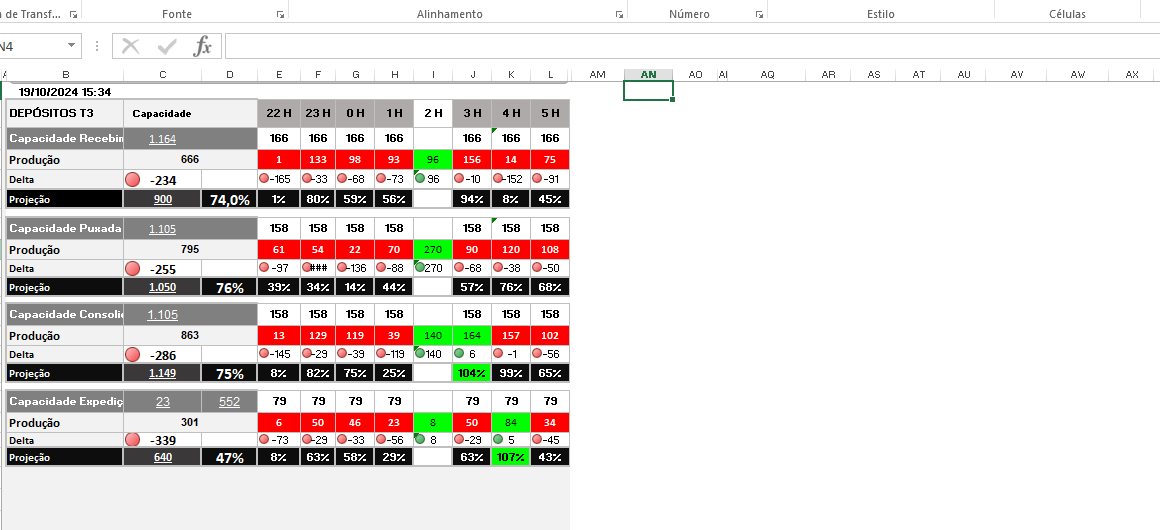 de Transf...
Fonte
Alinhamento
Número
Estilo
Células
N4
fx
B C D E F G H I J K L AM AN AO AQ AR AS AT AU AV AW AX
19/10/2024 15:34
DEPÓSITOS T3 Capacidade 22 H 23 H 0 H 1 H 2 H 3 H 4 H 5 H
Capacidade Recebin 1.164 166 166 166 166 166 166 166
Produção 666 1 133 98 93 96 156 14 75
Delta -234 -165 -33 -68 -73 96 -10 -152 -91
Projeção 900 74,0% 1% 80% 59% 56% 94% 8% 45%
Capacidade Puxada 1.105 158 158 158 158 158 158 158
Produção 795 61 54 22 70 270 90 120 108
Delta -255 -97 ### -136 -88 270 -68 -38 -50
Projeção 1.050 76% 39% 34% 14% 44% 57% 76% 68%
Capacidade Consolid 1.105 158 158 158 158 158 158 158
Produção 863 13 129 119 39 140 164 157 102
Delta -286 -145 -29 -39 -119 140 6 -1 -56
Projeção 1.149 75% 8% 82% 75% 25% 104% 99% 65%
Capacidade Expediç 23 552 79 79 79 79 79 79 79
Produção 301 6 50 46 23 8 50 84 34
Delta -339 -73 -29 -33 -56 8 -29 5 -45
Projeção 640 47% 8% 63% 58% 29% 63% 107% 43%